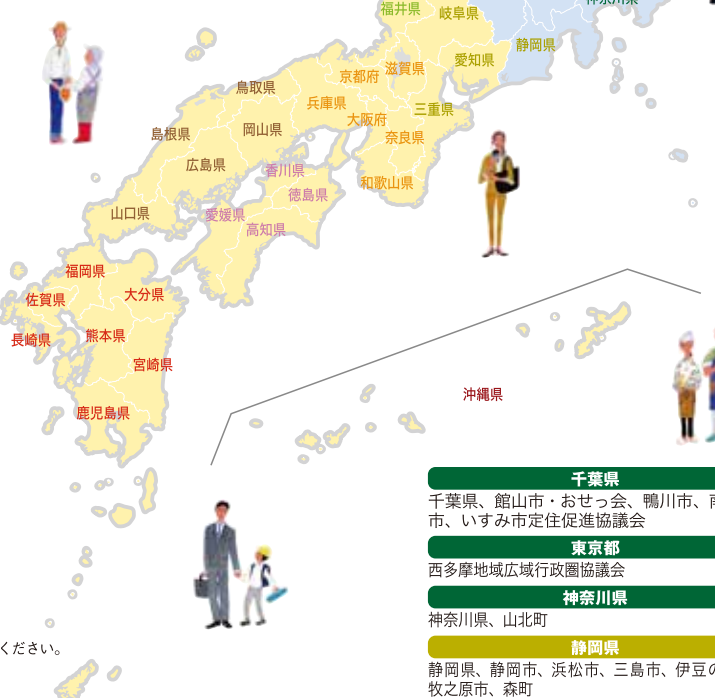 神奈川県
福井県
岐阜県
静岡県
愛知県
滋賀県
京都府
鳥取県
兵庫県
三重県
大阪府
岡山県
島根県
奈良県
広島県
香川県
和歌山県
徳島県
山口県
愛媛県
高知県
福岡県
大分県
佐賀県
熊本県
長崎県
宮崎県
沖縄県
鹿児島県
千葉県
千葉県、館山市・おせっ会、鴨川市、南
市、いすみ市定住促進協議会
東京都
西多摩地域広域行政圏協議会
神奈川県
神奈川県、山北町
静岡県
静岡県、静岡市、浜松市、三島市、伊豆の
牧之原市、森町
ください。